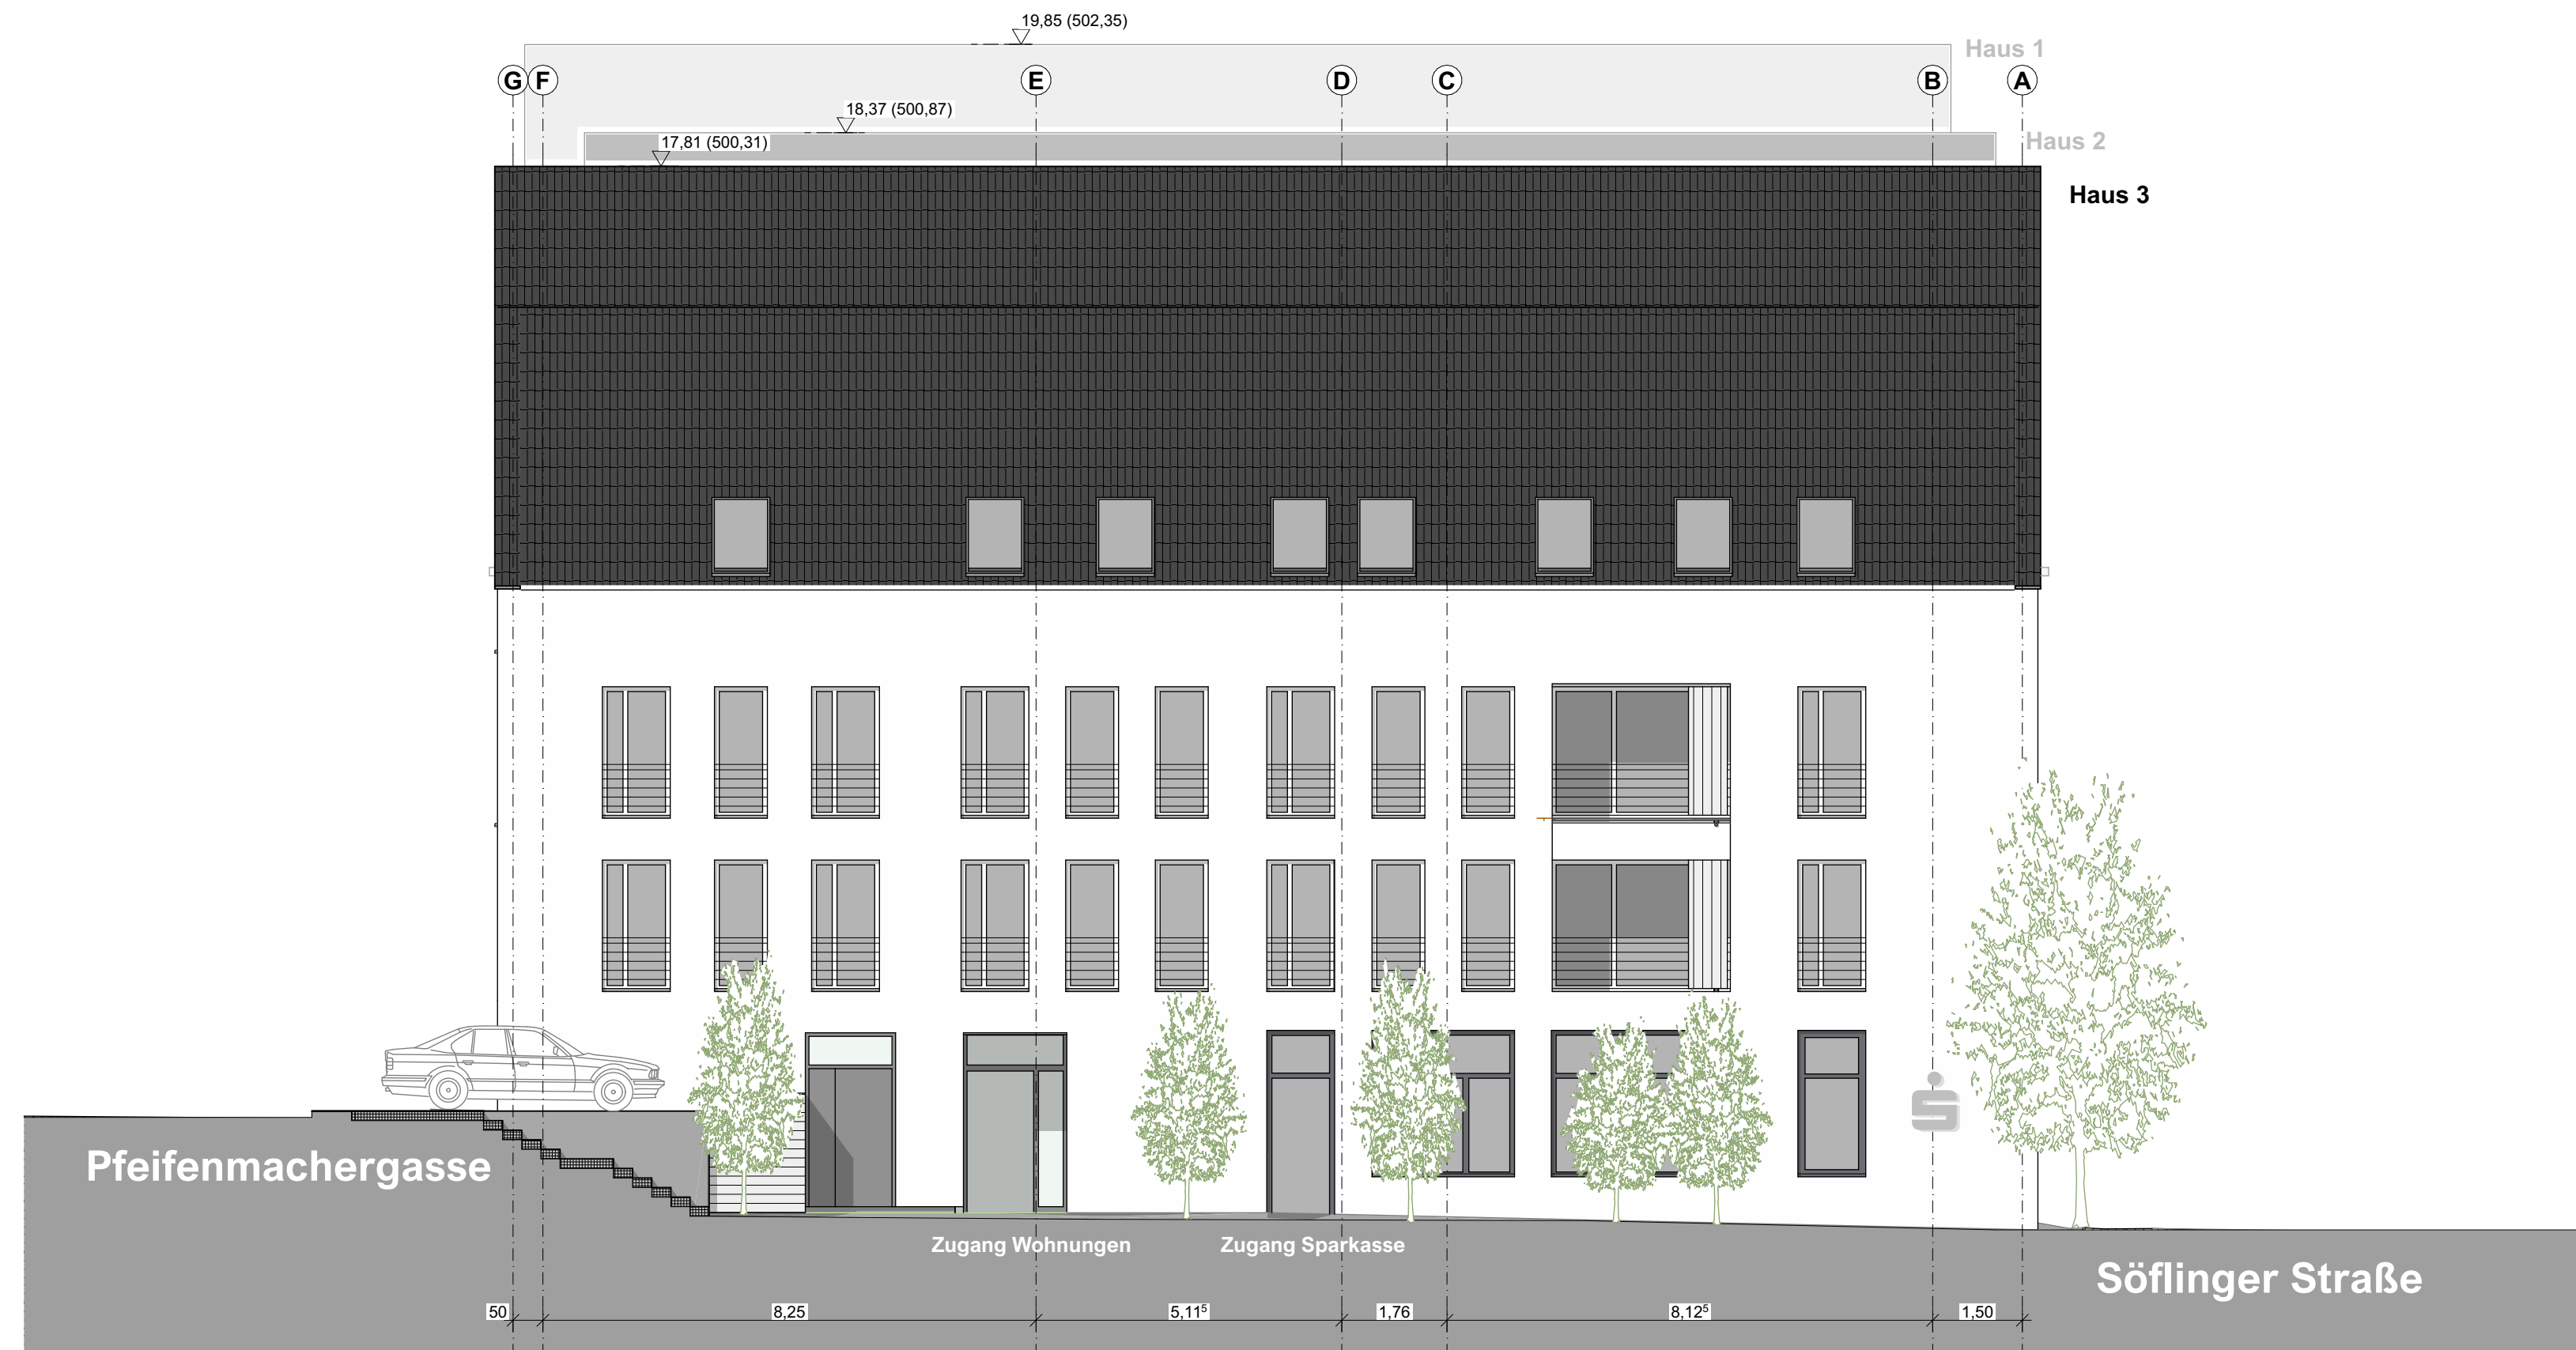 19,85 (502,35)
Haus 1
G F E D C B A
18,37 (500,87)
17,81 (500,31)
Haus 2
Haus 3
Pfeifenmachergasse
Zugang Wohnungen
Zugang Sparkasse
Söflinger Straße
50 8,25 5,11⁵ 1,76 8,12⁵ 1,50